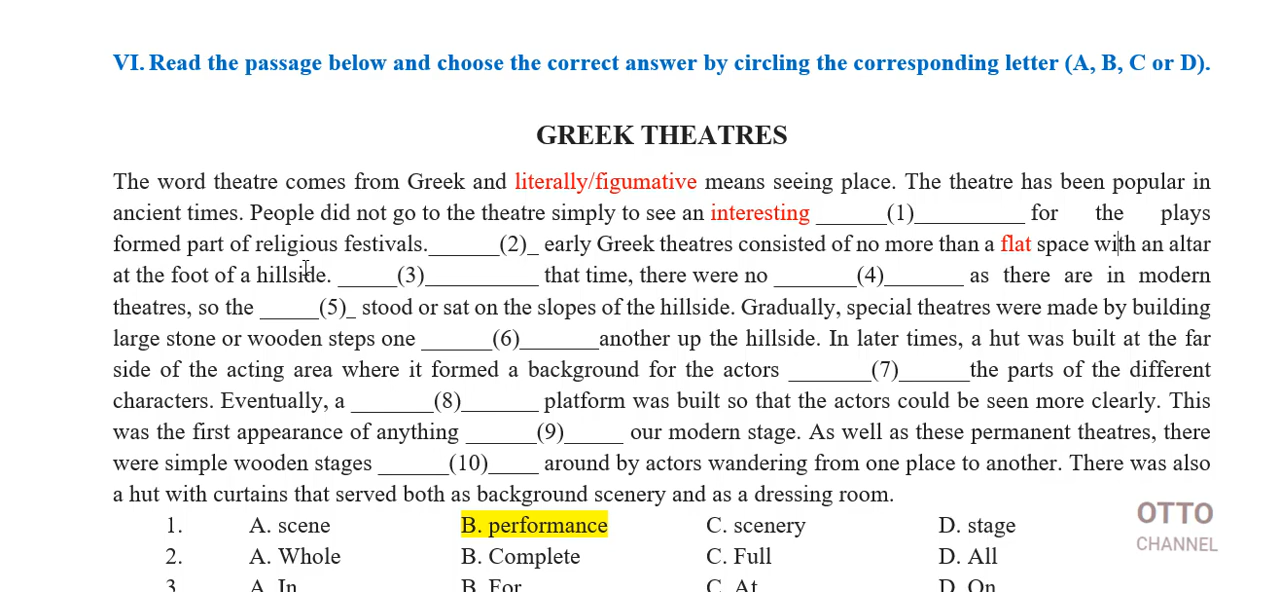 VI. Read the passage below and choose the correct answer by circling the corresponding letter (A, B, C or D).
GREEK THEATRES
The word theatre comes from Greek and literally/figumative means seeing place. The theatre has been popular in
ancient times. People did not go to the theatre simply to see an interesting ______(1)__________ for the plays
formed part of religious festivals.______(2)_ early Greek theatres consisted of no more than a flat space with an altar
at the foot of a hillside. _____(3)__________ that time, there were no _______(4)_______ as there are in modern
theatres, so the _____(5)_ stood or sat on the slopes of the hillside. Gradually, special theatres were made by building
large stone or wooden steps one ______(6)_______another up the hillside. In later times, a hut was built at the far
side of the acting area where it formed a background for the actors _______(7)______the parts of the different
characters. Eventually, a _______(8)_______ platform was built so that the actors could be seen more clearly. This
was the first appearance of anything ______(9)_____ our modern stage. As well as these permanent theatres, there
were simple wooden stages ______(10)____ around by actors wandering from one place to another. There was also
a hut with curtains that served both as background scenery and as a dressing room.
1. A. scene B. performance C. scenery D. stage
2. A. Whole B. Complete C. Full D. All
3. A. In B. For C. At D. On
OTTO
CHANNEL